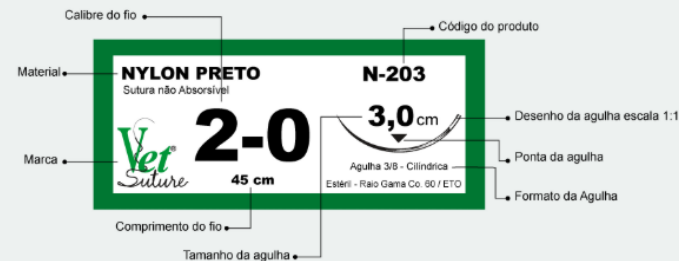 Calibre do fio
Código do produto
Material
NYLON PRETO
Sutura não Absorsível
N-203
2-0
3,0 cm
Desenho da agulha escala 1:1
Marca
Vet ®
Suture
Ponta da agulha
Agulha 3/8 - Cilíndrica
45 cm
Estéril - Raio Gama Co. 60 / ETO
Formato da Agulha
Comprimento do fio
Tamanho da agulha